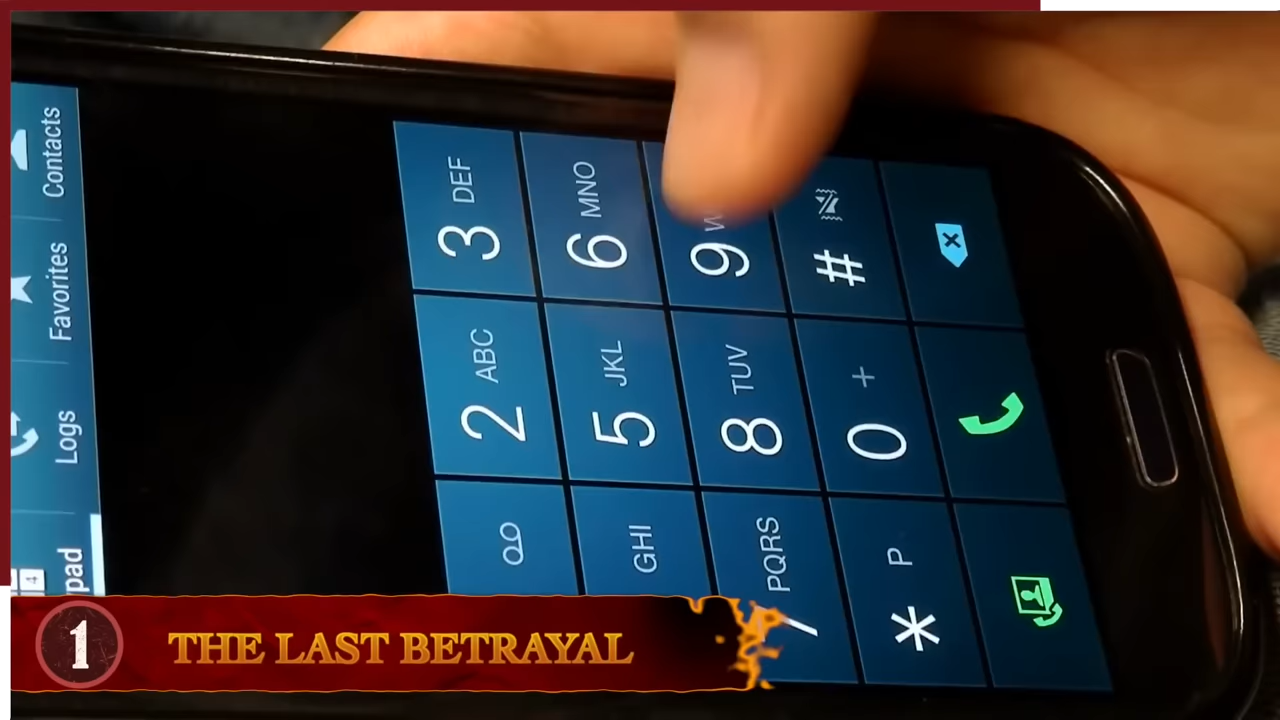 Contacts
Favorites
Logs
pad
3 DEF
6 MNO
9 W
#
2 ABC
5 JKL
8 TUV
0 +
GHI
PQRS
* P
1 THE LAST BETRAYAL